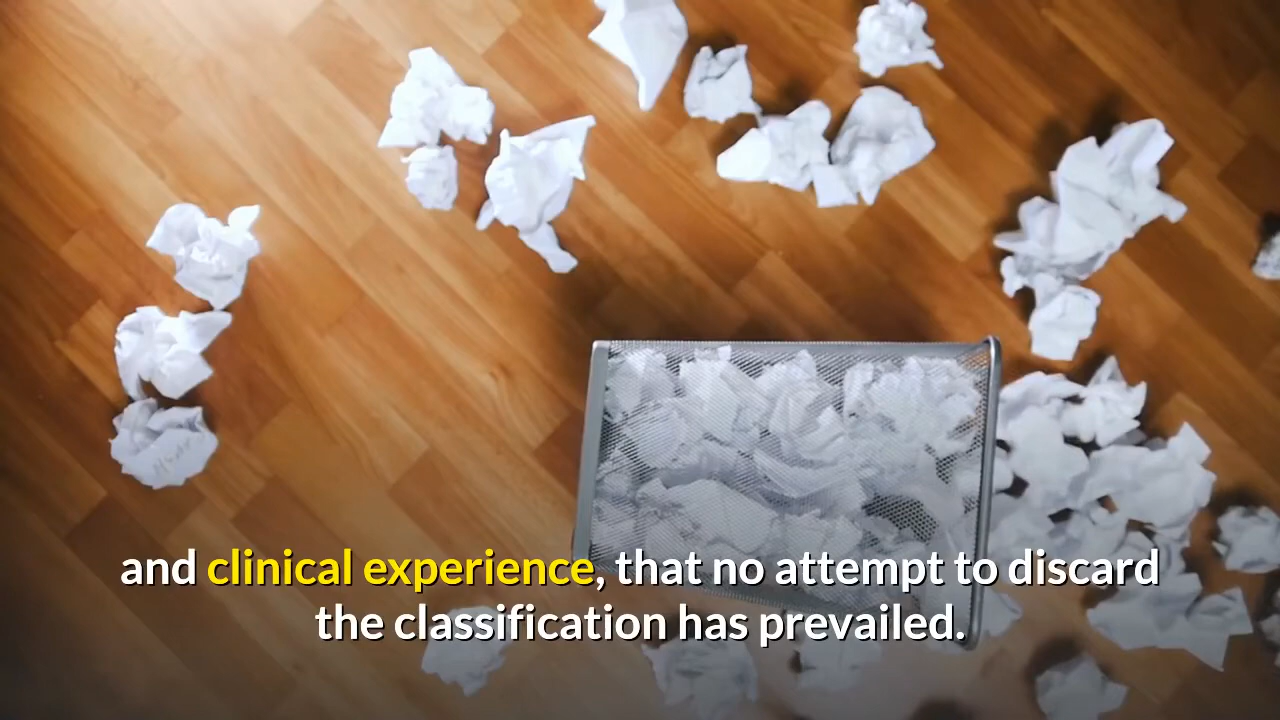 and clinical experience, that no attempt to discard
the classification has prevailed.